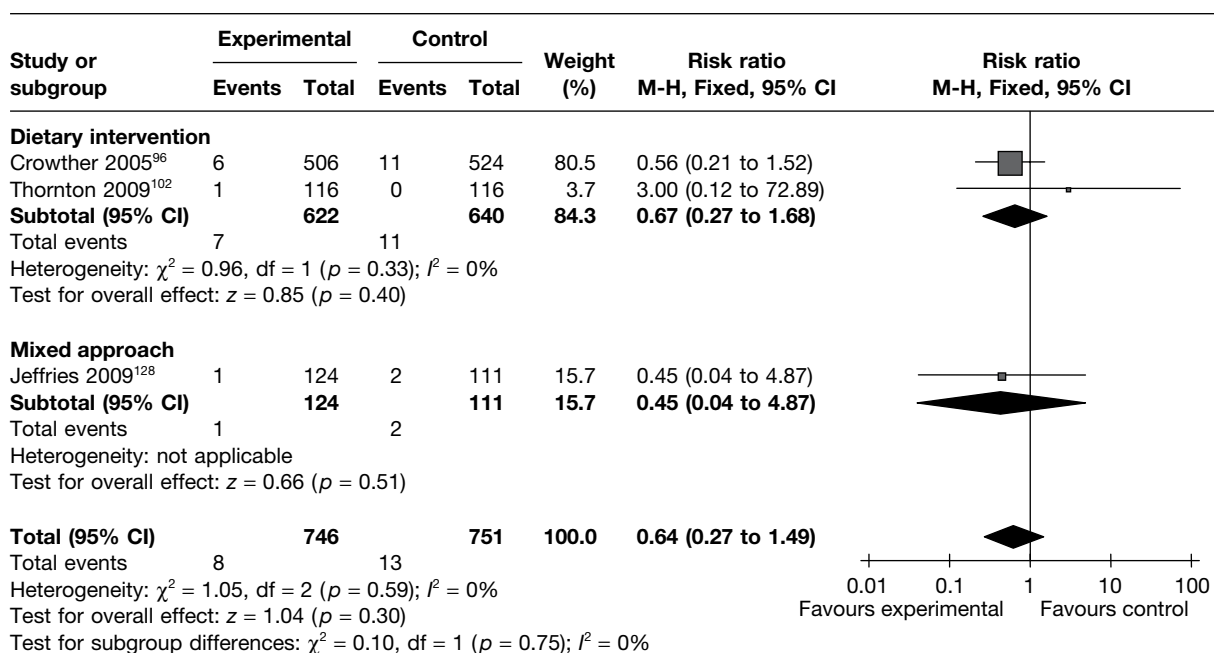 Study or subgroup Experimental Control Weight (%) Risk ratio M-H, Fixed, 95% CI Risk ratio M-H, Fixed, 95% CI
Events Total Events Total
Dietary intervention
Crowther 2005⁹⁶ 6 506 11 524 80.5 0.56 (0.21 to 1.52)
Thornton 2009¹⁰² 1 116 0 116 3.7 3.00 (0.12 to 72.89)
Subtotal (95% CI) 622 640 84.3 0.67 (0.27 to 1.68)
Total events 7 11
Heterogeneity: χ² = 0.96, df = 1 (p = 0.33); I² = 0%
Test for overall effect: z = 0.85 (p = 0.40)
Mixed approach
Jeffries 2009¹²⁸ 1 124 2 111 15.7 0.45 (0.04 to 4.87)
Subtotal (95% CI) 124 111 15.7 0.45 (0.04 to 4.87)
Total events 1 2
Heterogeneity: not applicable
Test for overall effect: z = 0.66 (p = 0.51)
Total (95% CI) 746 751 100.0 0.64 (0.27 to 1.49)
Total events 8 13
Heterogeneity: χ² = 1.05, df = 2 (p = 0.59); I² = 0%
Test for overall effect: z = 1.04 (p = 0.30)
Test for subgroup differences: χ² = 0.10, df = 1 (p = 0.75); I² = 0%
0.01 0.1 1 10 100
Favours experimental Favours control